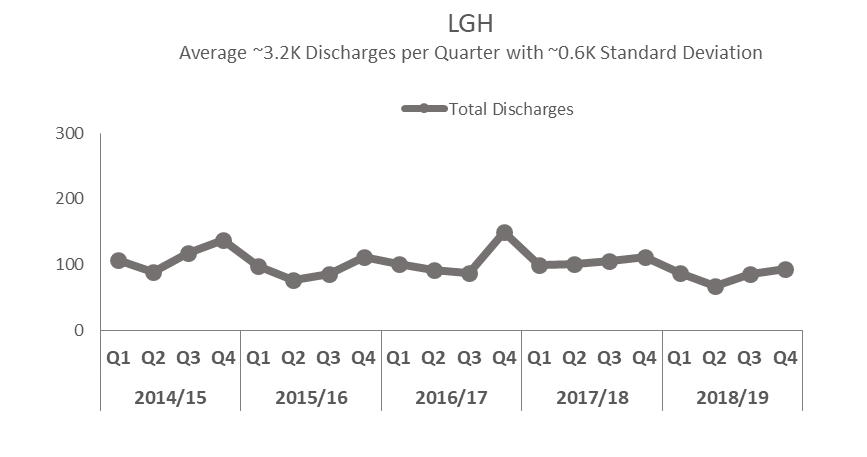 LGH
Average ~3.2K Discharges per Quarter with ~0.6K Standard Deviation
Total Discharges
300
200
100
0
Q1 Q2 Q3 Q4 Q1 Q2 Q3 Q4 Q1 Q2 Q3 Q4 Q1 Q2 Q3 Q4 Q1 Q2 Q3 Q4
2014/15 2015/16 2016/17 2017/18 2018/19